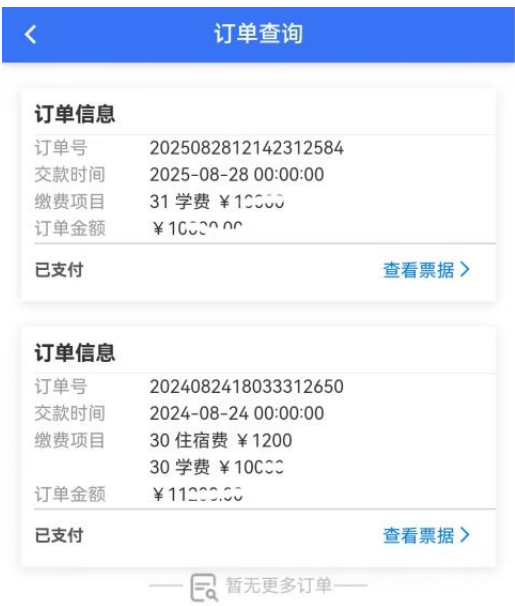 订单查询
订单信息
订单号 2025082812142312584
交款时间 2025-08-28 00:00:00
缴费项目 31 学费
订单金额
已支付 查看票据
订单信息
订单号 2024082418033312650
交款时间 2024-08-24 00:00:00
缴费项目 30 住宿费 ￥1200
30 学费
订单金额
已支付 查看票据
暂无更多订单